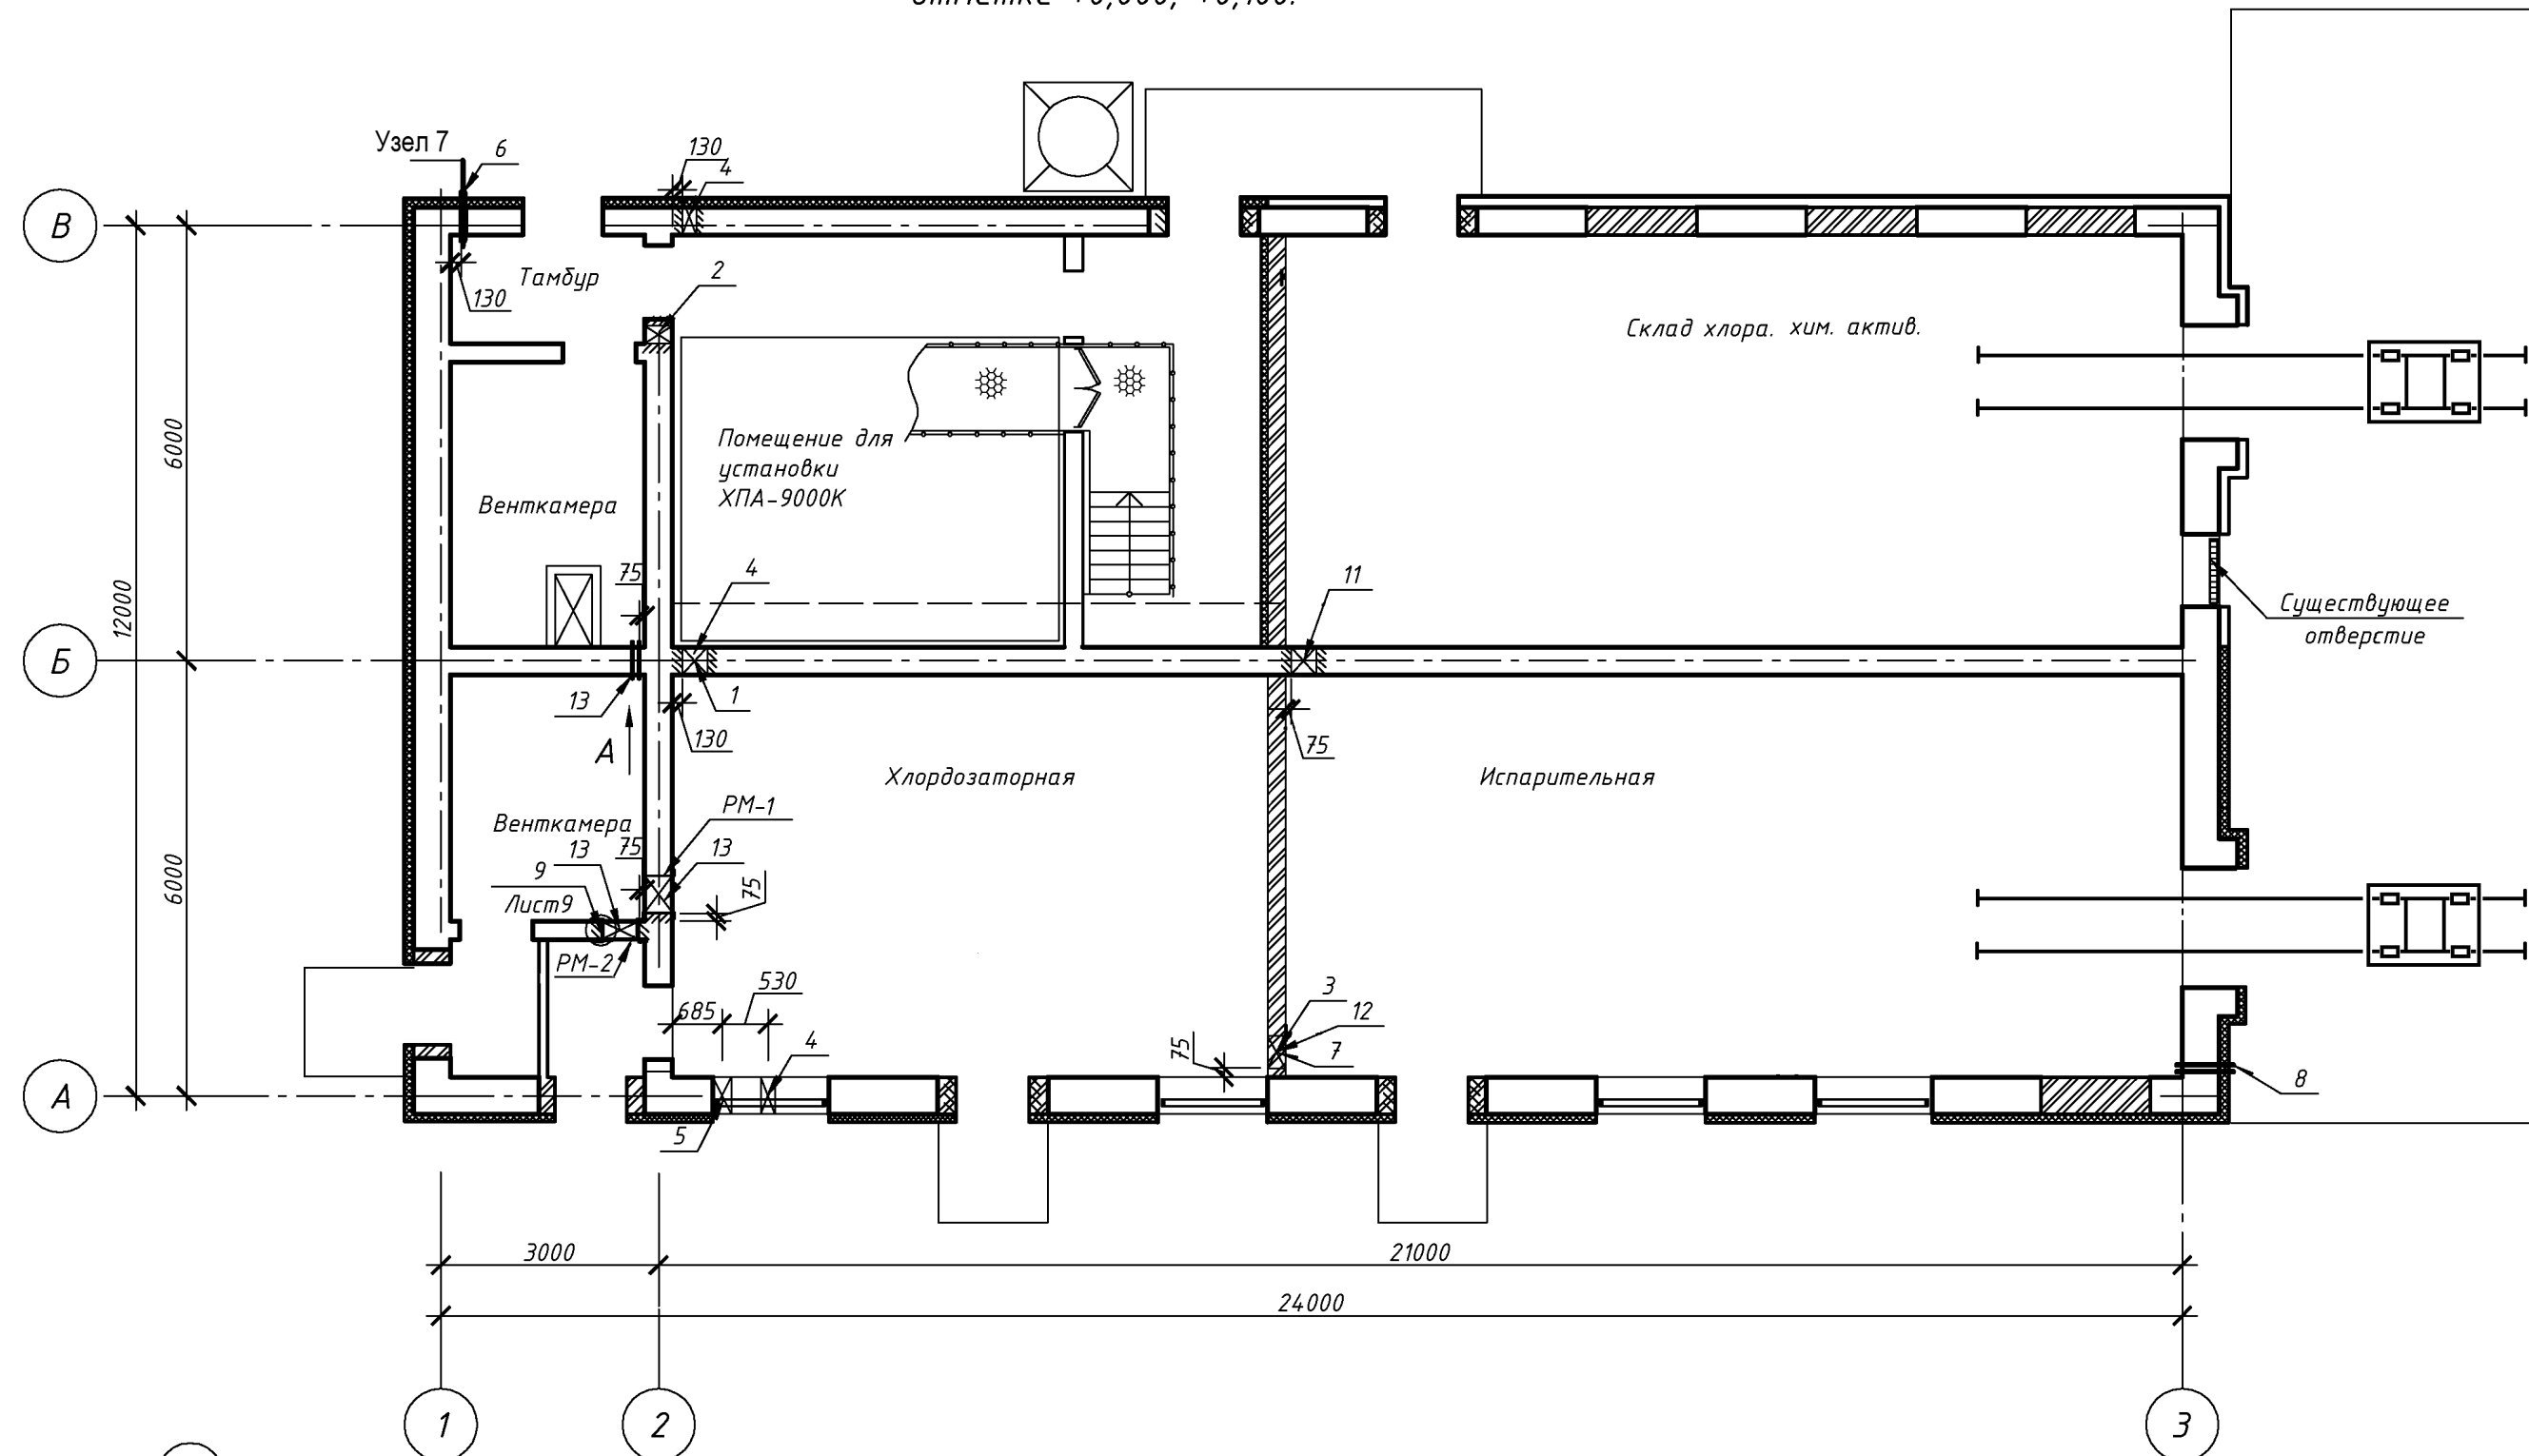 Узел 7
6
130
4
В
Тамбур
2
130
Склад хлора. хим. актив.
6000
Помещение для
установки
ХПА-9000К
Венткамера
75
4
11
12000
Существующее
отверстие
Б
13
1
130
А
75
Хлордозаторная
Испарительная
РМ-1
Венткамера
13
75
13
9
75
6000
Лист9
РМ-2
530
3
685
12
4
75
7
8
А
5
3000
21000
24000
1
2
3